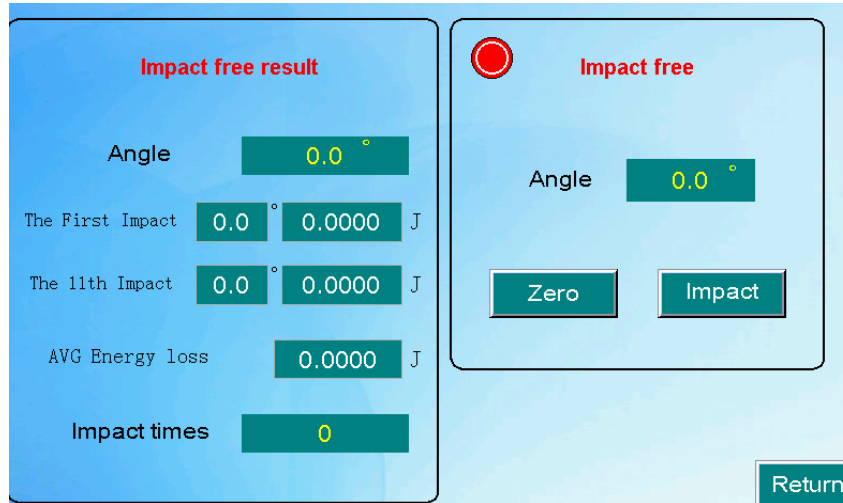 Impact free result
Angle 0.0 °
The First Impact 0.0 ° 0.0000 J
The 11th Impact 0.0 ° 0.0000 J
AVG Energy loss 0.0000 J
Impact times 0
Impact free
Angle 0.0 °
Zero Impact
Return